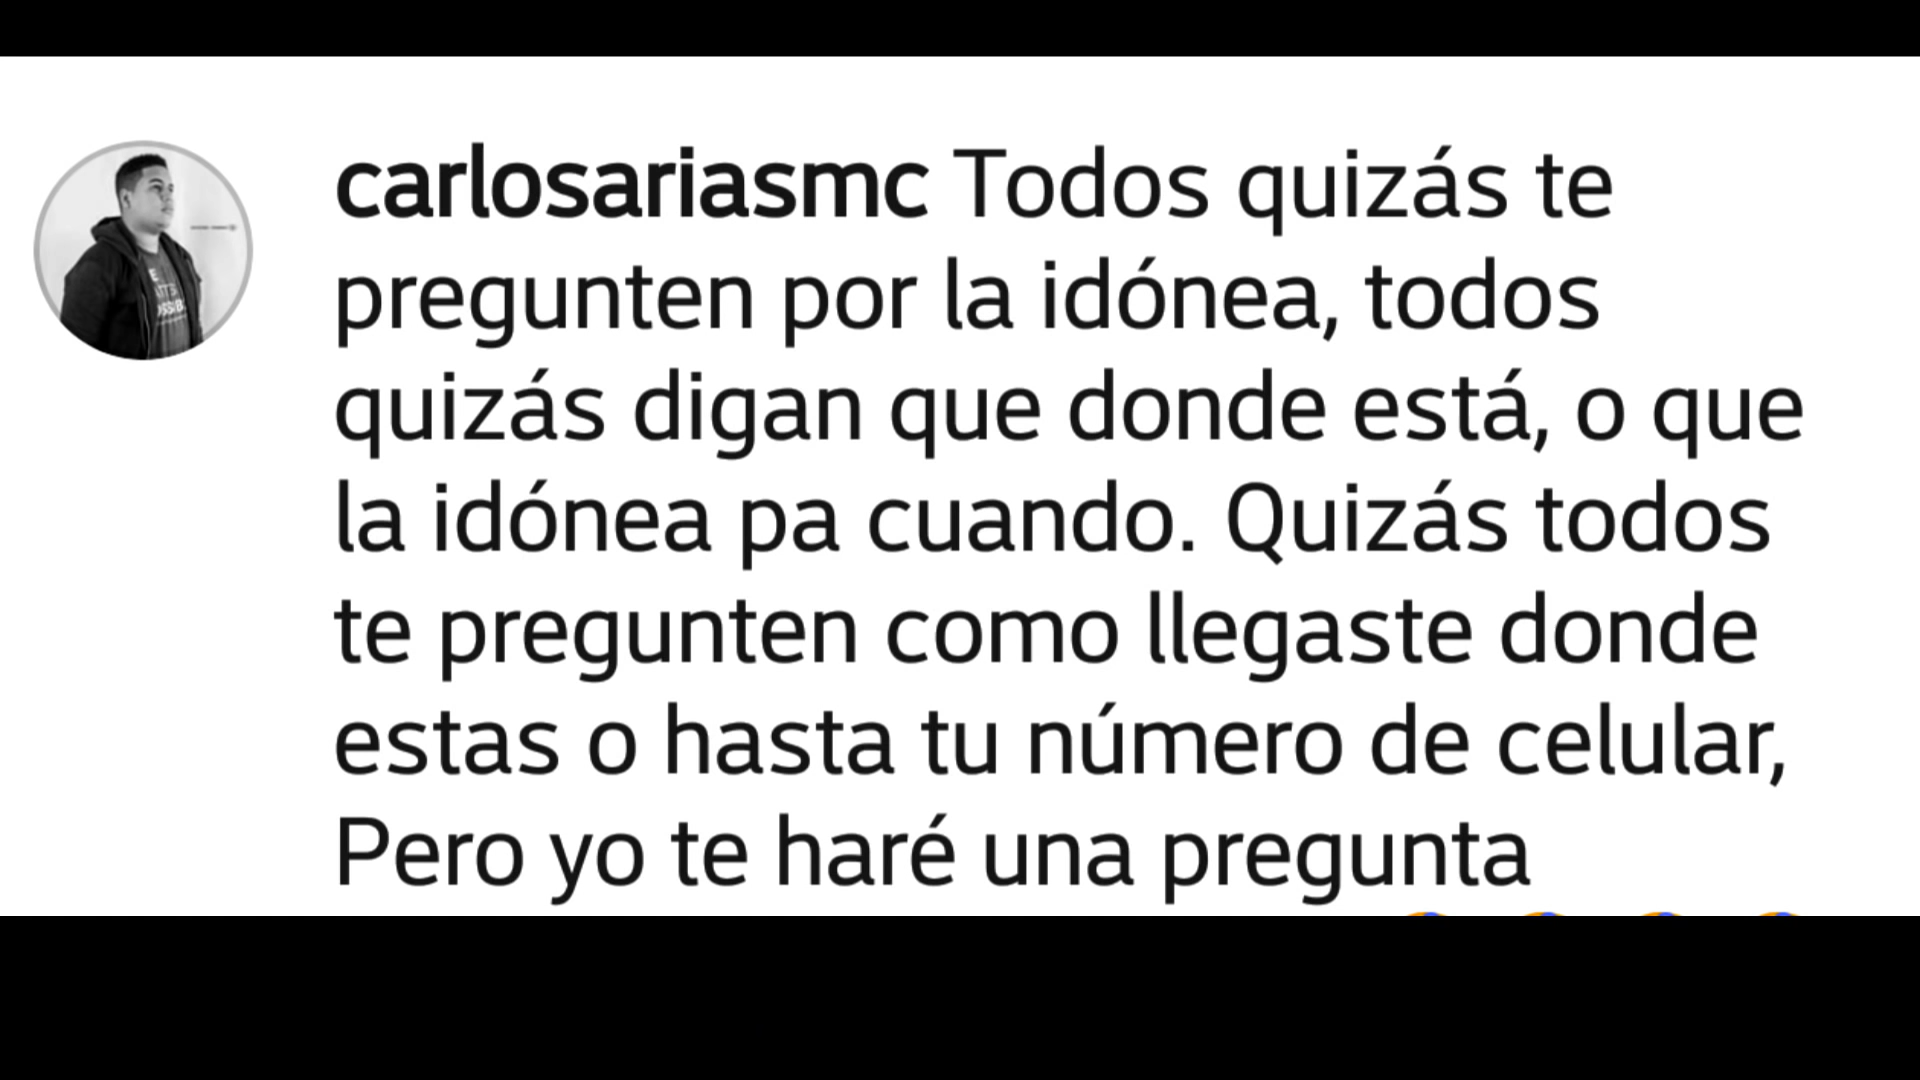 carlosariasmc Todos quizás te
pregunten por la idónea, todos
quizás digan que donde está, o que
la idónea pa cuando. Quizás todos
te pregunten como llegaste donde
estas o hasta tu número de celular,
Pero yo te haré una pregunta